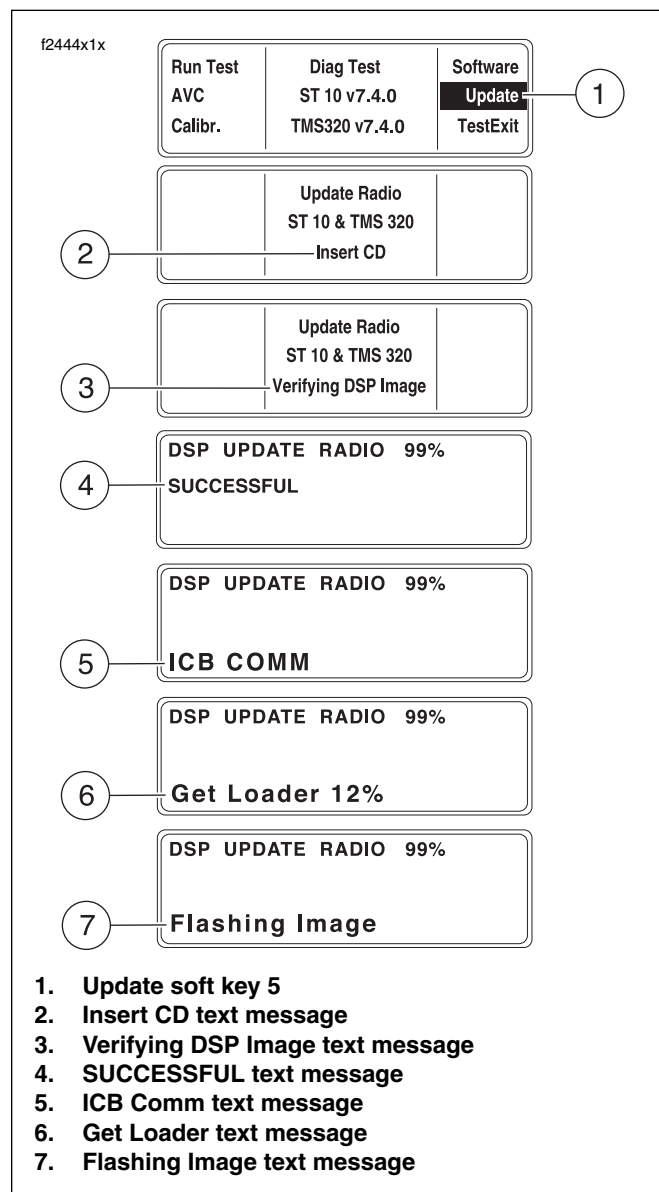 f2444x1x
Run Test Diag Test Software
AVC ST 10 v7.4.0 Update 1
Calibr. TMS320 v7.4.0 TestExit
Update Radio
ST 10 & TMS 320
2 Insert CD
Update Radio
ST 10 & TMS 320
3 Verifying DSP Image
DSP UPDATE RADIO 99%
4 SUCCESSFUL
DSP UPDATE RADIO 99%
5 ICB COMM
DSP UPDATE RADIO 99%
6 Get Loader 12%
DSP UPDATE RADIO 99%
7 Flashing Image
1. Update soft key 5
2. Insert CD text message
3. Verifying DSP Image text message
4. SUCCESSFUL text message
5. ICB Comm text message
6. Get Loader text message
7. Flashing Image text message